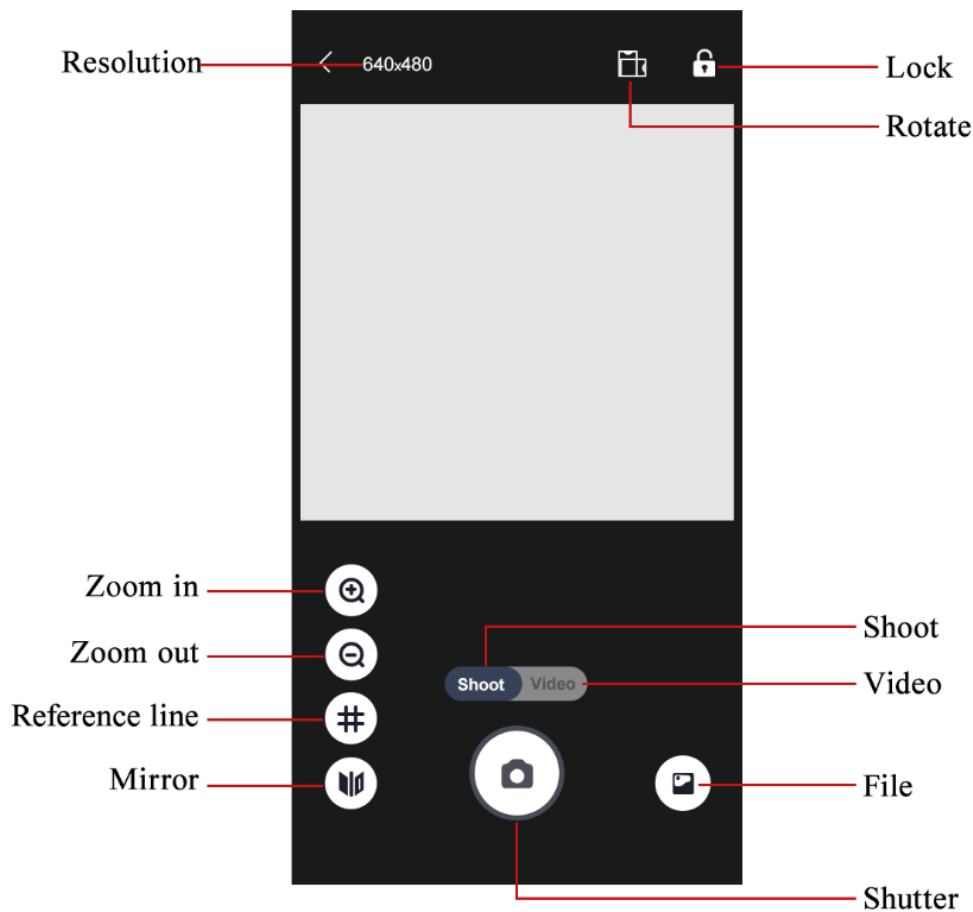 Resolution
640x480
Lock
Rotate
Zoom in
Zoom out
Reference line
Mirror
Shoot
Video
Shoot
Video
File
Shutter